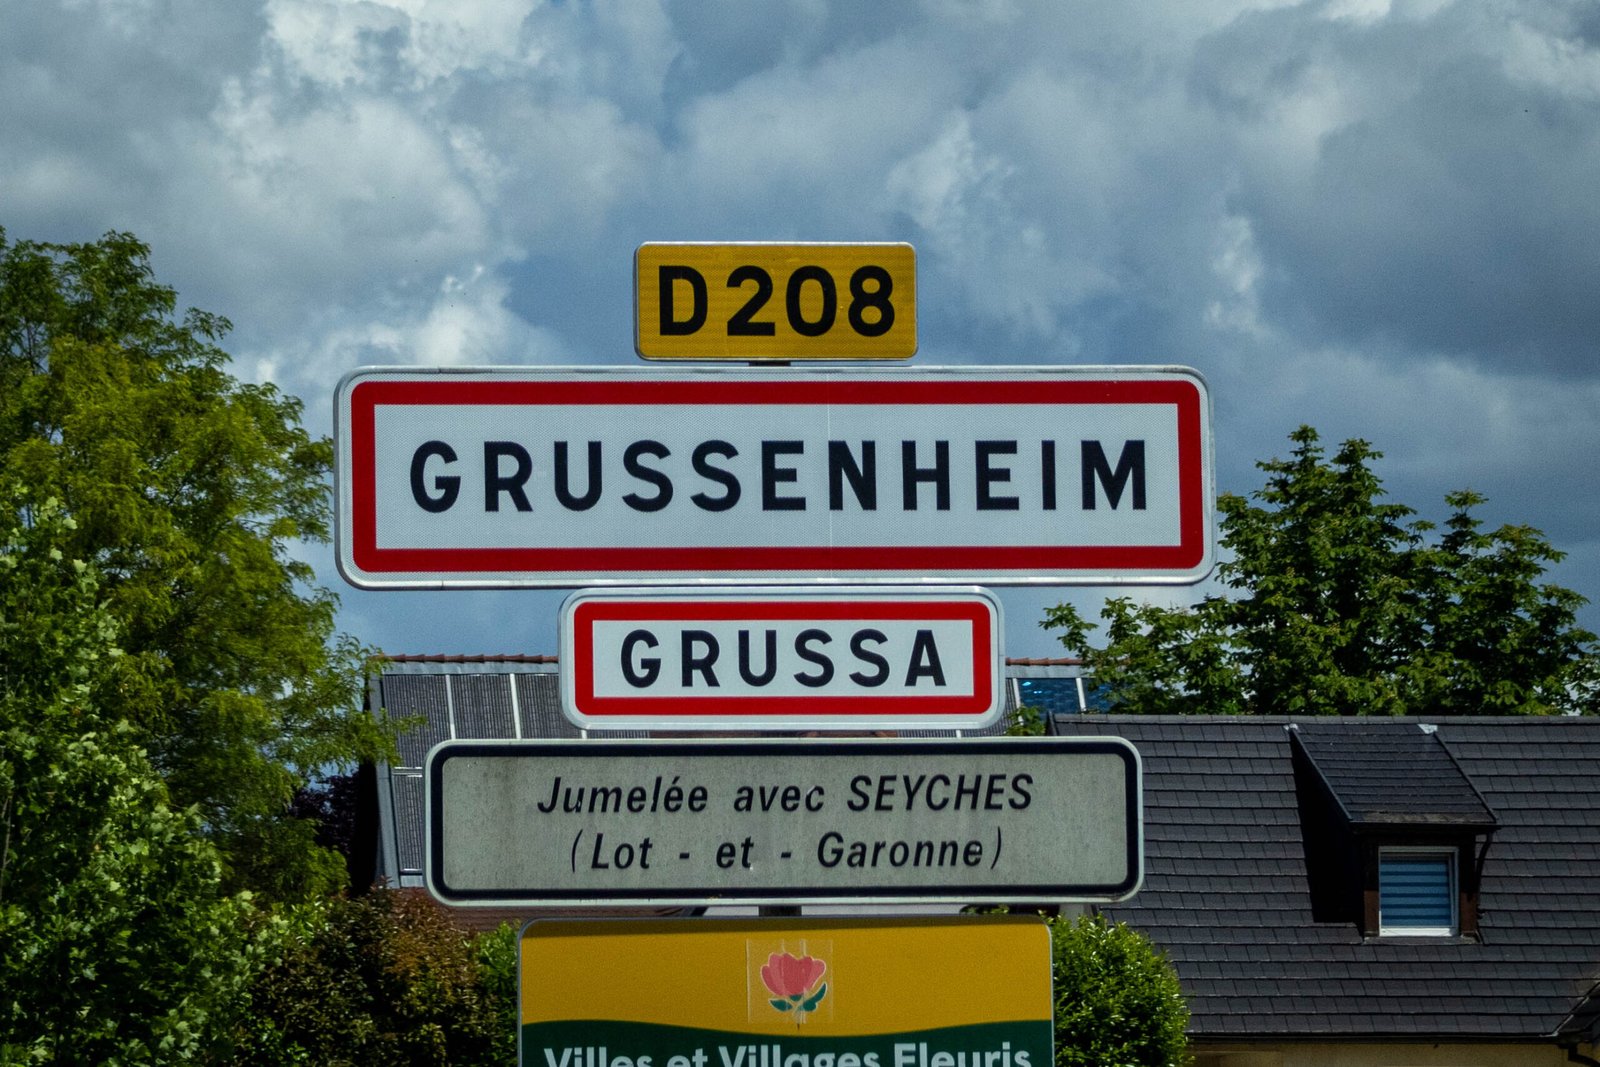 D208
GRUSSENHEIM
GRUSSA
Jumelée avec SEYCHES
(Lot - et - Garonne)
Villes et Villages Fleuris